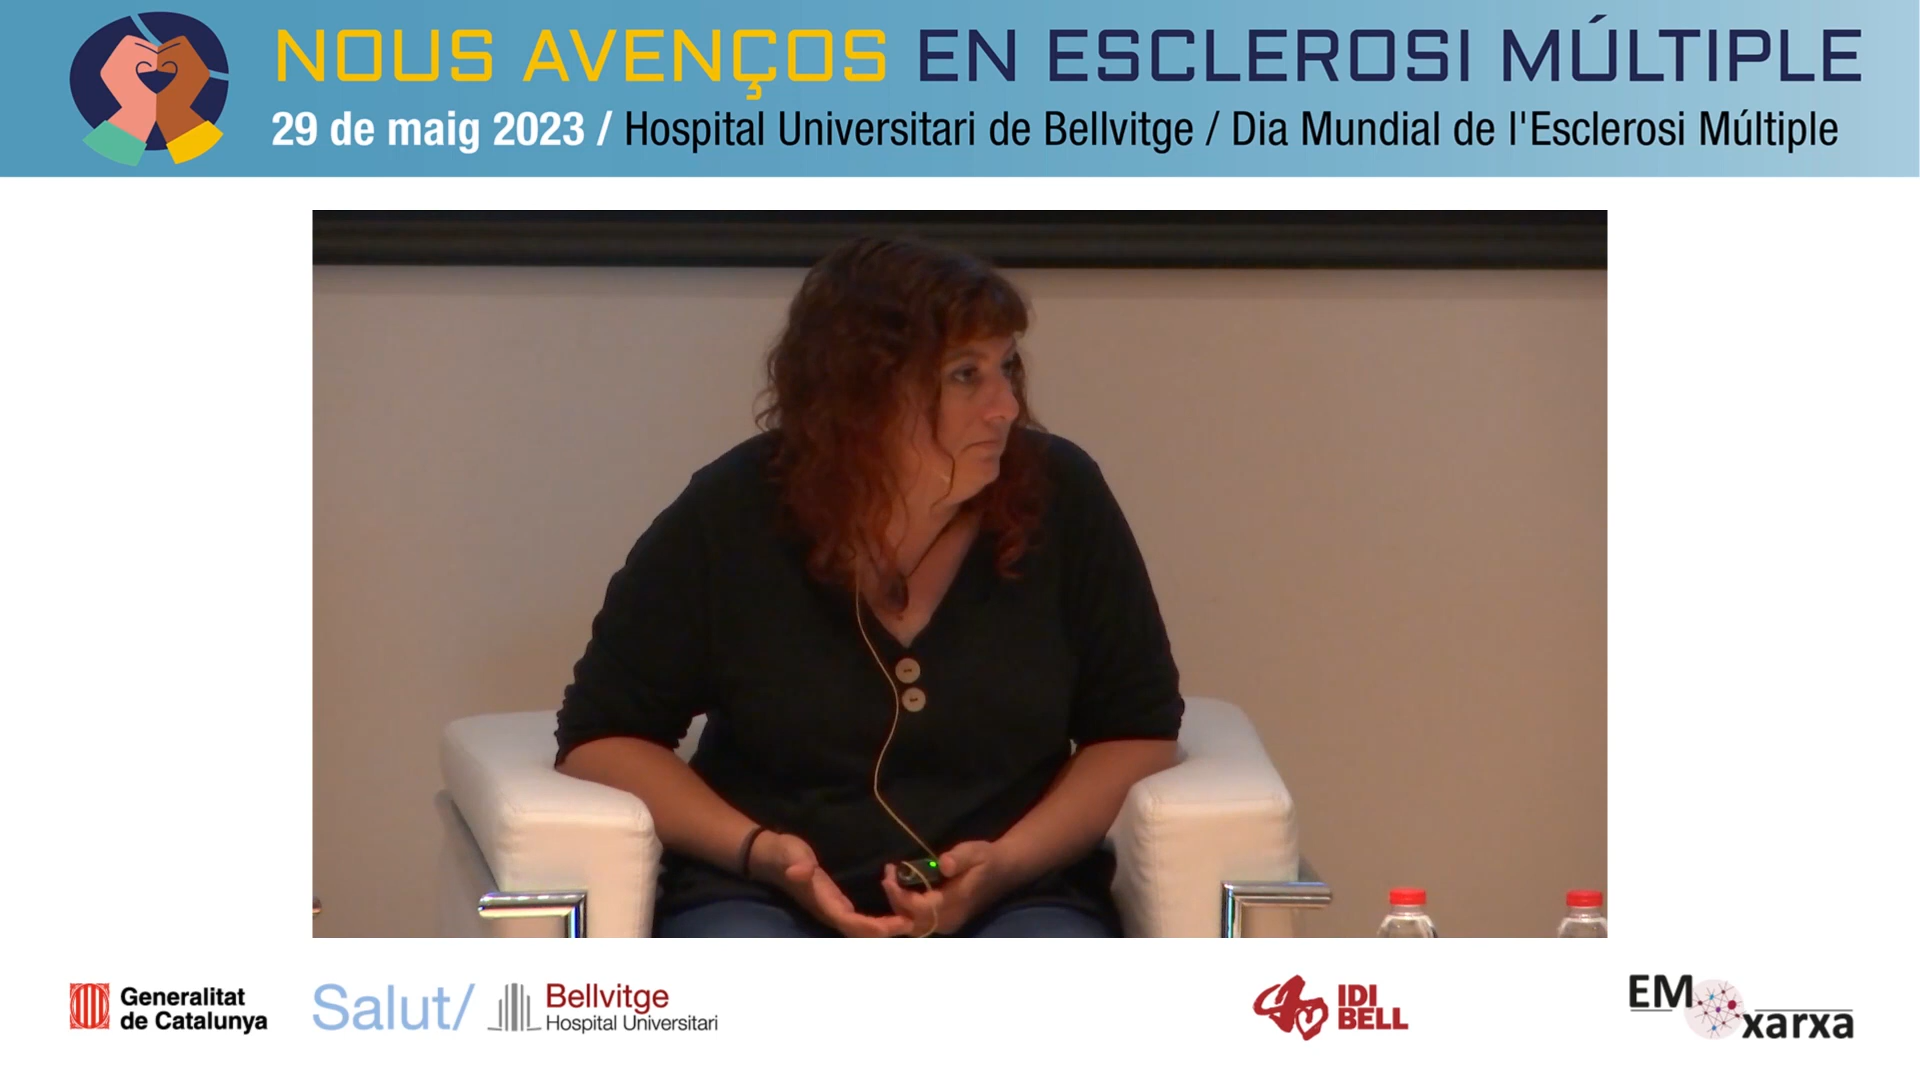 NOUS AVENÇOS EN ESCLEROSI MÚLTIPLE
29 de maig 2023 / Hospital Universitari de Bellvitge / Dia Mundial de l'Esclerosi Múltiple
Generalitat
de Catalunya
Salut/
Bellvitge
Hospital Universitari
IDI
BELL
EM
xarxa